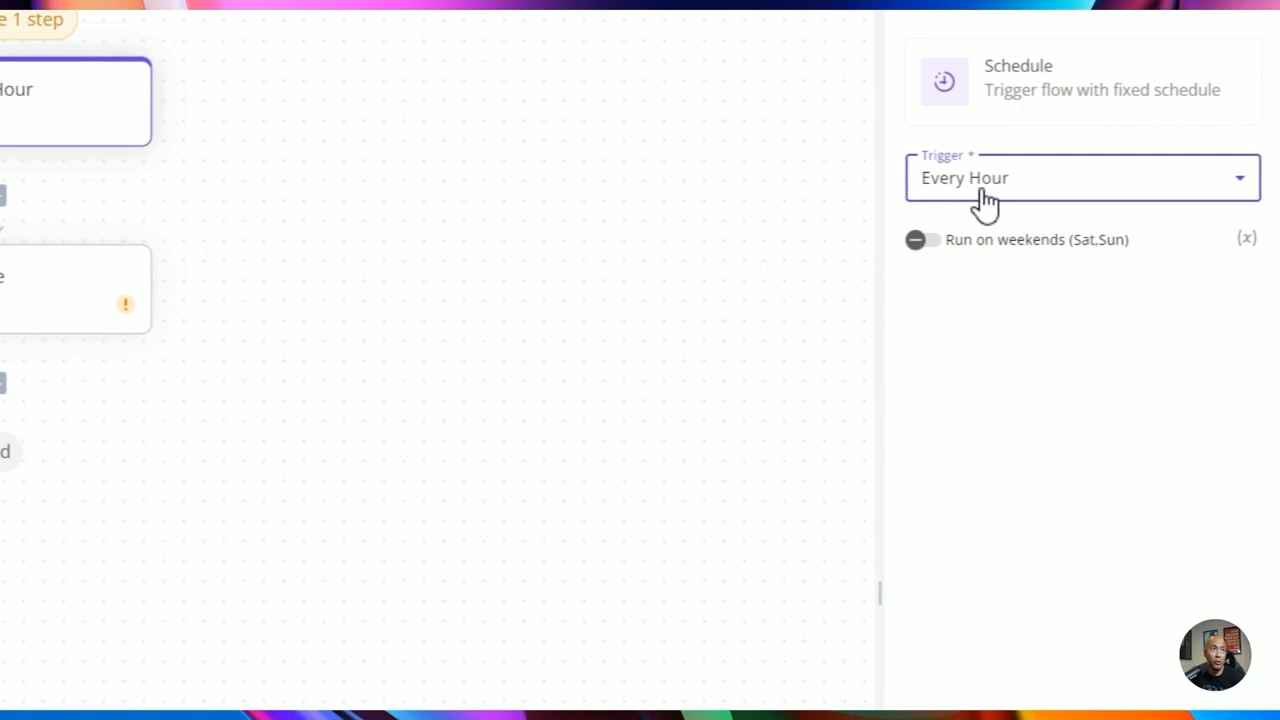 e 1 step
Hour
e
!
d
Schedule
Trigger flow with fixed schedule
Trigger *
Every Hour
Run on weekends (Sat,Sun)
(x)